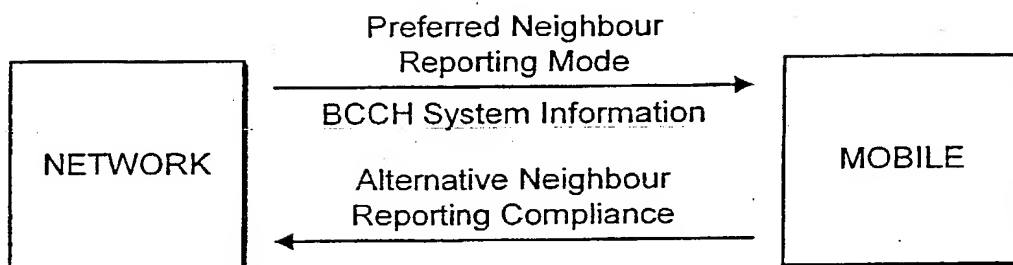 Preferred Neighbour
Reporting Mode
BCCH System Information
NETWORK
MOBILE
Alternative Neighbour
Reporting Compliance